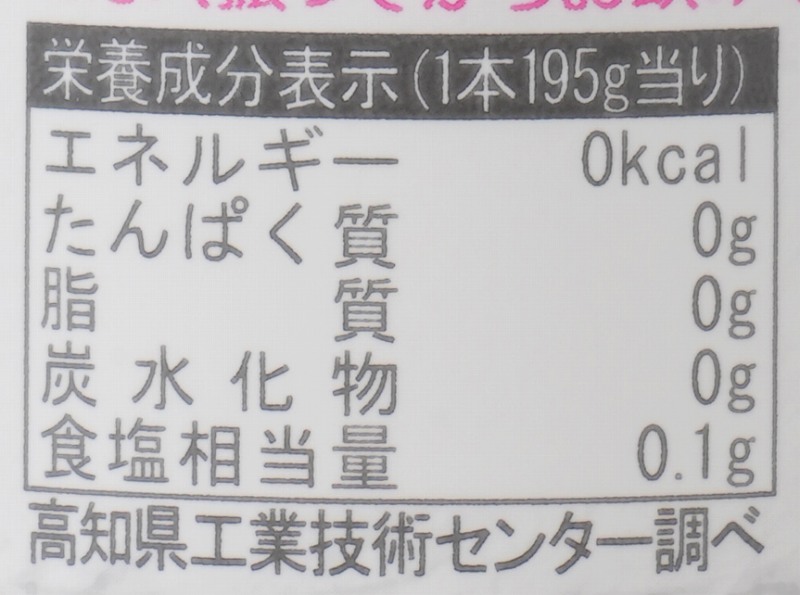 栄養成分表示(1本195g当り)
エネルギー 0kcal
たんぱく質 0g
脂質 0g
炭水化物 0g
食塩相当量 0.1g
高知県工業技術センター調べ